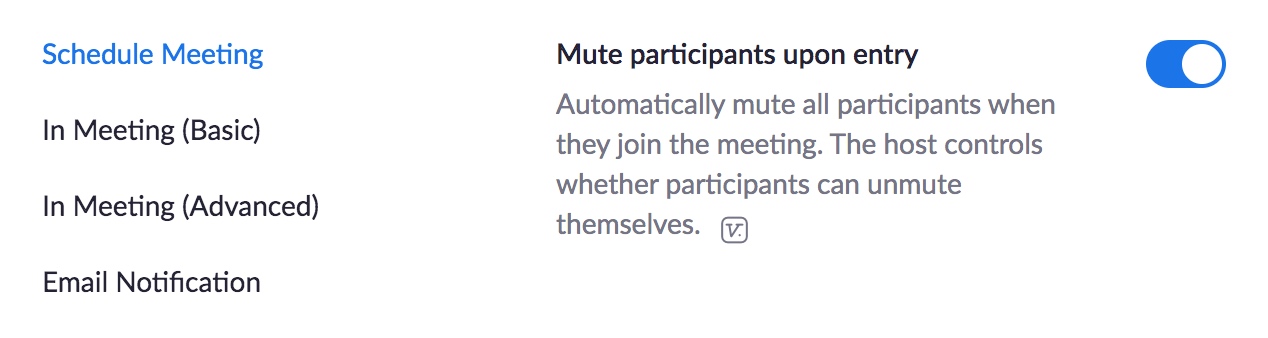 Schedule Meeting
In Meeting (Basic)
In Meeting (Advanced)
Email Notification
Mute participants upon entry
Automatically mute all participants when
they join the meeting. The host controls
whether participants can unmute
themselves. V.